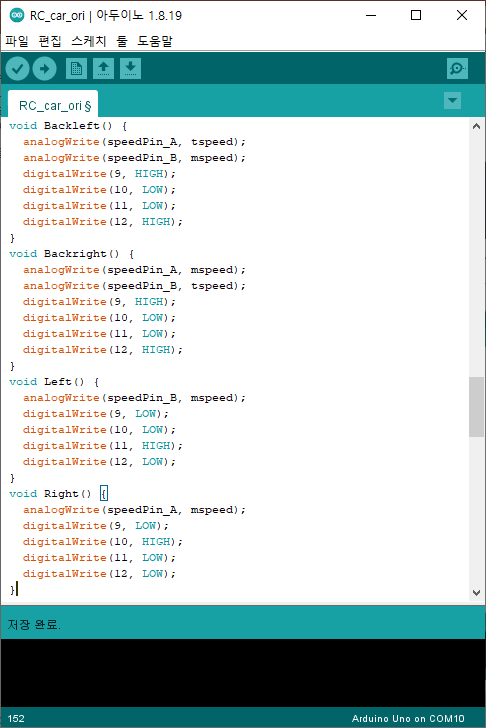 RC_car_ori | 아두이노 1.8.19
파일 편집 스케치 툴 도움말
RC_car_ori §
void Backleft() {
  analogWrite(speedPin_A, tspeed);
  analogWrite(speedPin_B, mspeed);
  digitalWrite(9, HIGH);
  digitalWrite(10, LOW);
  digitalWrite(11, LOW);
  digitalWrite(12, HIGH);
}
void Backright() {
  analogWrite(speedPin_A, mspeed);
  analogWrite(speedPin_B, tspeed);
  digitalWrite(9, HIGH);
  digitalWrite(10, LOW);
  digitalWrite(11, LOW);
  digitalWrite(12, HIGH);
}
void Left() {
  analogWrite(speedPin_B, mspeed);
  digitalWrite(9, LOW);
  digitalWrite(10, LOW);
  digitalWrite(11, HIGH);
  digitalWrite(12, LOW);
}
void Right() {
  analogWrite(speedPin_A, mspeed);
  digitalWrite(9, LOW);
  digitalWrite(10, HIGH);
  digitalWrite(11, LOW);
  digitalWrite(12, LOW);
}
저장 완료.
152 Arduino Uno on COM10